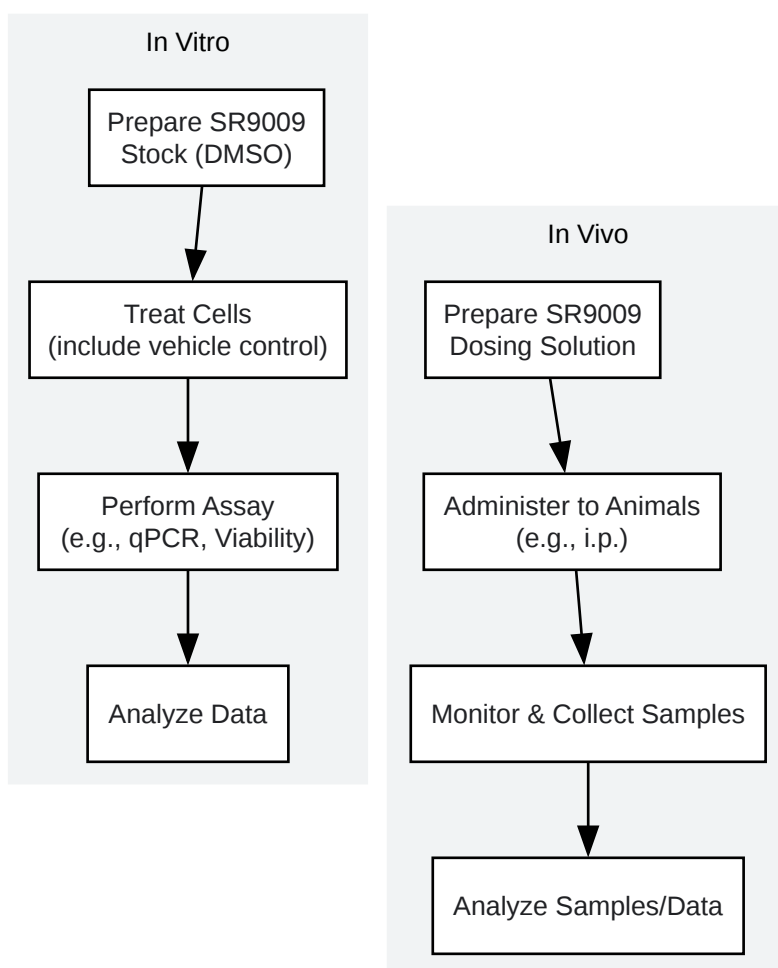 In Vitro
Prepare SR9009
Stock (DMSO)
Treat Cells
(include vehicle control)
Perform Assay
(e.g., qPCR, Viability)
Analyze Data
In Vivo
Prepare SR9009
Dosing Solution
Administer to Animals
(e.g., i.p.)
Monitor & Collect Samples
Analyze Samples/Data